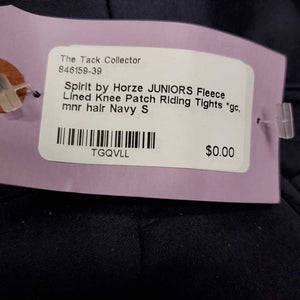 The Tack Collector
846159-39
Spirit by Horze JUNIORS Fleece
Lined Knee Patch Riding Tights *gc,
mnr hair Navy S
TGQVLL
$0.00